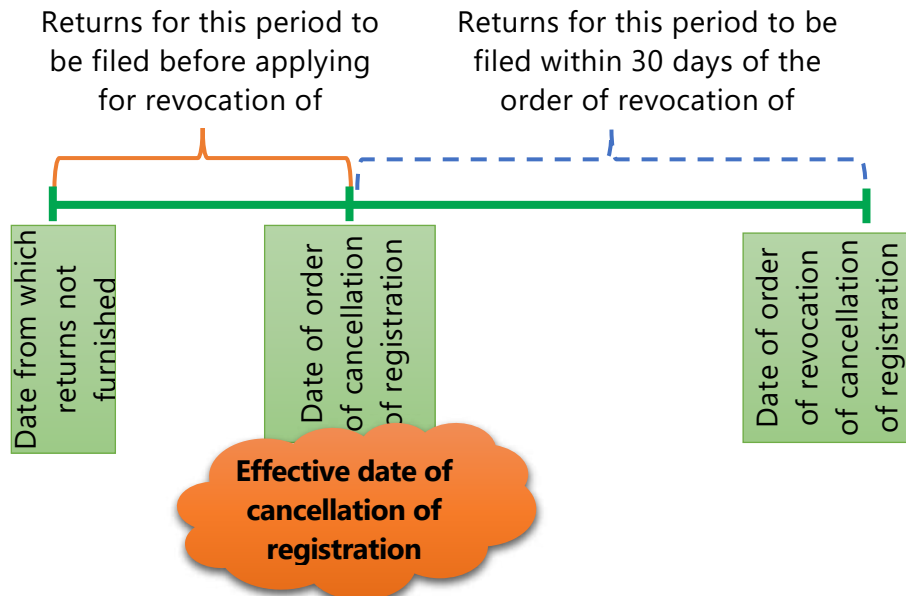 Returns for this period to
be filed before applying
for revocation of
Returns for this period to be
filed within 30 days of the
order of revocation of
Date from which
returns not
furnished
Date of order
of cancellation
of registration
Date of order
of revocation
of cancellation
of registration
Effective date of
cancellation of
registration